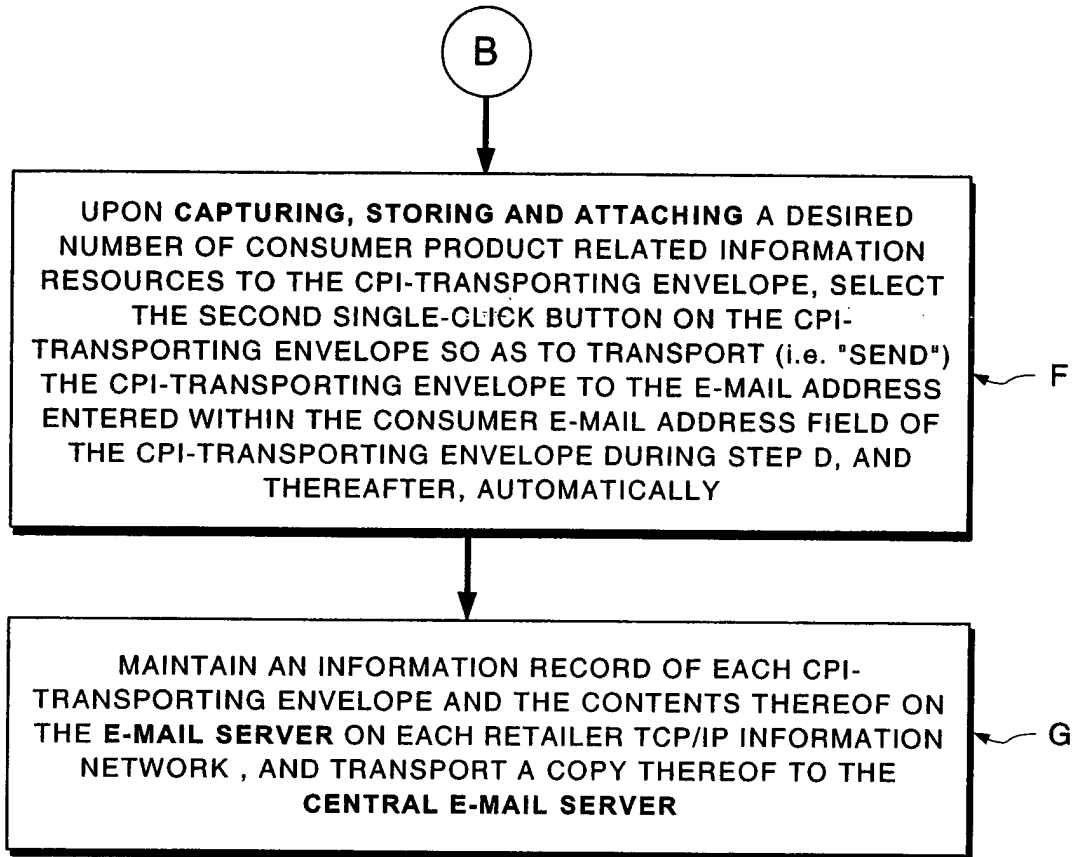 B
UPON CAPTURING, STORING AND ATTACHING A DESIRED
NUMBER OF CONSUMER PRODUCT RELATED INFORMATION
RESOURCES TO THE CPI-TRANSPORTING ENVELOPE, SELECT
THE SECOND SINGLE-CLICK BUTTON ON THE CPI-
TRANSPORTING ENVELOPE SO AS TO TRANSPORT (i.e. "SEND")
THE CPI-TRANSPORTING ENVELOPE TO THE E-MAIL ADDRESS
ENTERED WITHIN THE CONSUMER E-MAIL ADDRESS FIELD OF
THE CPI-TRANSPORTING ENVELOPE DURING STEP D, AND
THEREAFTER, AUTOMATICALLY
F
MAINTAIN AN INFORMATION RECORD OF EACH CPI-
TRANSPORTING ENVELOPE AND THE CONTENTS THEREOF ON
THE E-MAIL SERVER ON EACH RETAILER TCP/IP INFORMATION
NETWORK , AND TRANSPORT A COPY THEREOF TO THE
CENTRAL E-MAIL SERVER
G